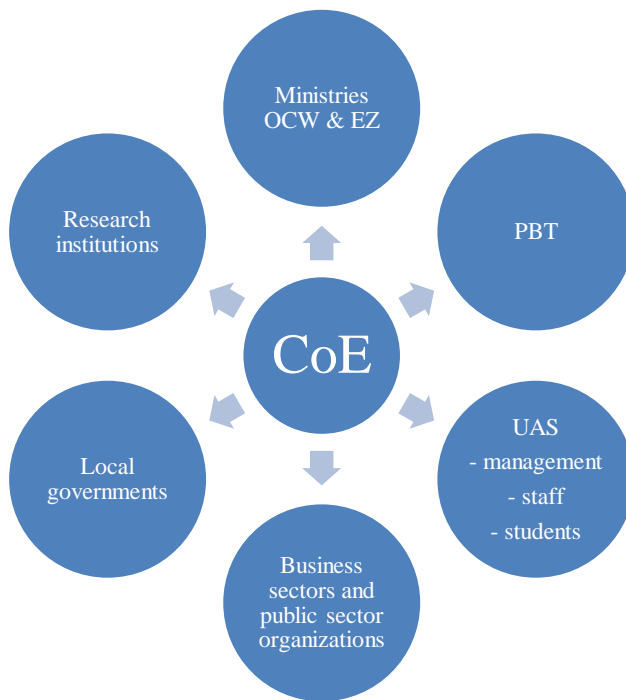 Ministries
OCW & EZ
Research
institutions
PBT
CoE
Local
governments
UAS
- management
- staff
- students
Business
sectors and
public sector
organizations